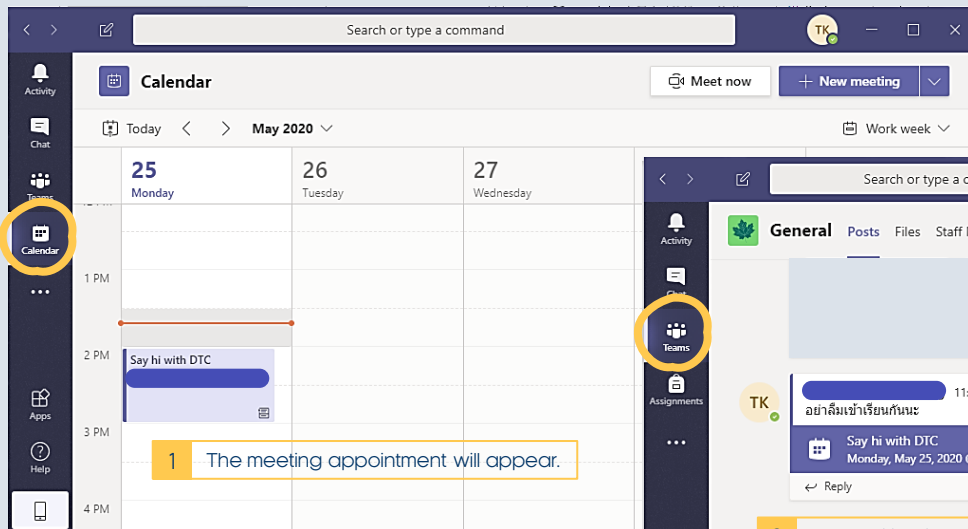 Search or type a command
TK
Activity
Calendar
Meet now
New meeting
Chat
Today
May 2020
Work week
Teams
25
Monday
26
Tuesday
27
Wednesday
Calendar
1 PM
2 PM
Say hi with DTC
3 PM
4 PM
Apps
Help
1 The meeting appointment will appear.
Search or type a c
Activity
General
Posts
Files
Staff
Chat
Teams
Assignments
TK
11:
อย่าลืมเข้าเรียนกันนะ
Say hi with DTC
Monday, May 25, 2020
Reply